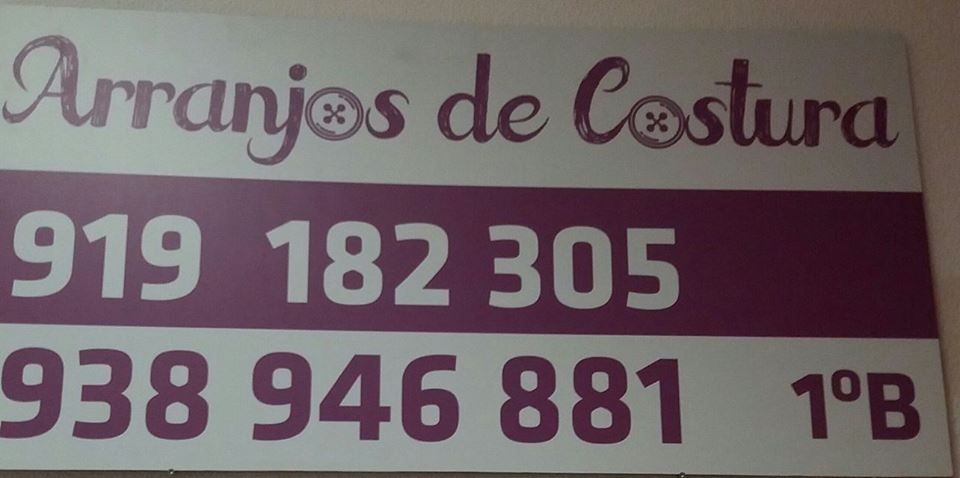 Arranjos de Costura
919 182 305
938 946 881 1ºB